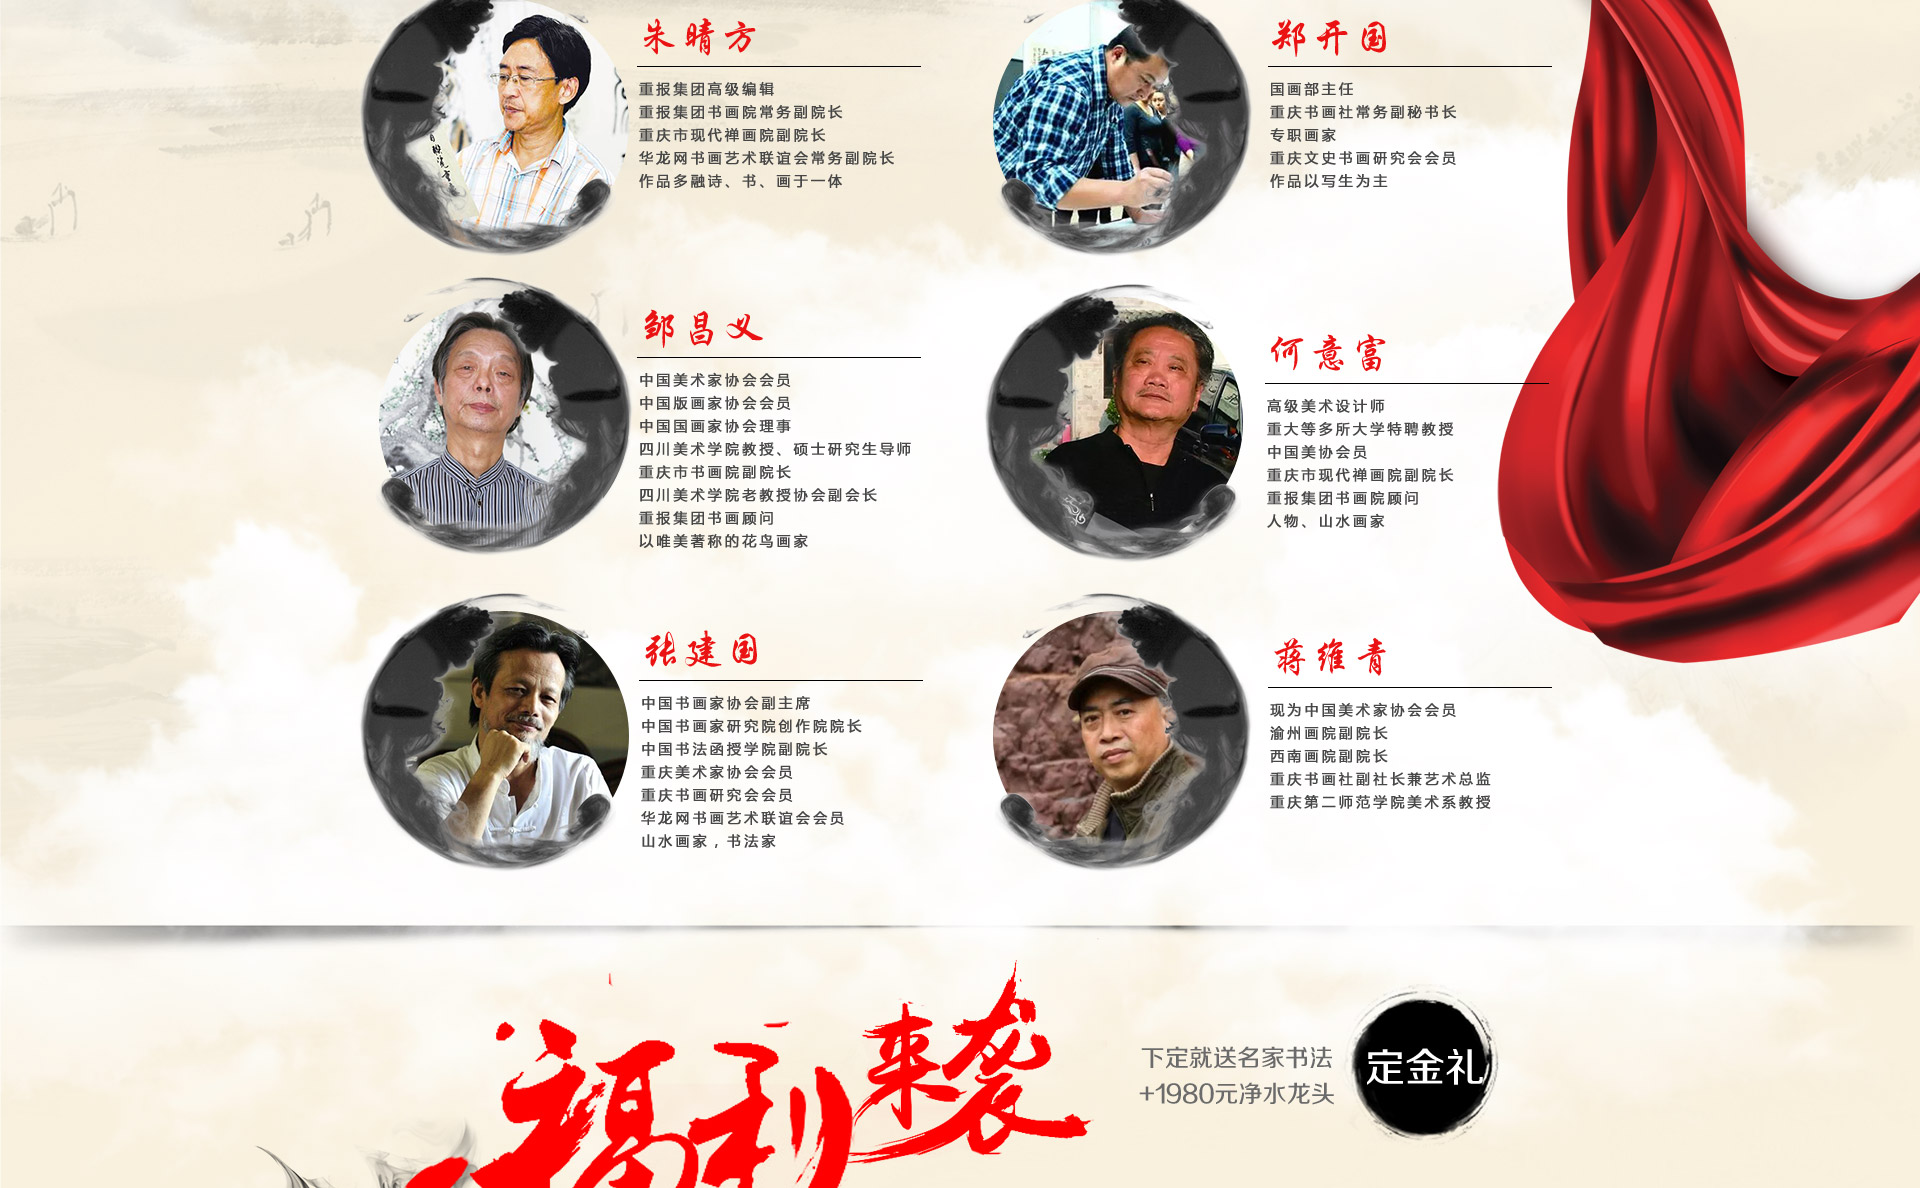 朱晴方
重报集团高级编辑
重报集团书画院常务副院长
重庆市现代禅画院副院长
华龙网书画艺术联谊会常务副院长
作品多融诗、书、画于一体
郑开国
国画部主任
重庆书画社常务副秘书长
专职画家
重庆文史书画研究会会员
作品以写生为主
邹昌义
中国美术家协会会员
中国版画家协会会员
中国国画家协会理事
四川美术学院教授、硕士研究生导师
重庆市书画院副院长
四川美术学院老教授协会副会长
重报集团书画顾问
以唯美著称的花鸟画家
何意富
高级美术设计师
重大等多所大学特聘教授
中国美协会员
重庆市现代禅画院副院长
重报集团书画院顾问
人物、山水画家
张建国
中国书画家协会副主席
中国书画家研究院创作院院长
中国书法函授学院副院长
重庆美术家协会会员
重庆书画研究会会员
华龙网书画艺术联谊会会员
山水画家，书法家
蒋维青
现为中国美术家协会会员
渝州画院副院长
西南画院副院长
重庆书画社副社长兼艺术总监
重庆第二师范学院美术系教授
福利来袭
下定就送名家书法
+1980元净水龙头
定金礼